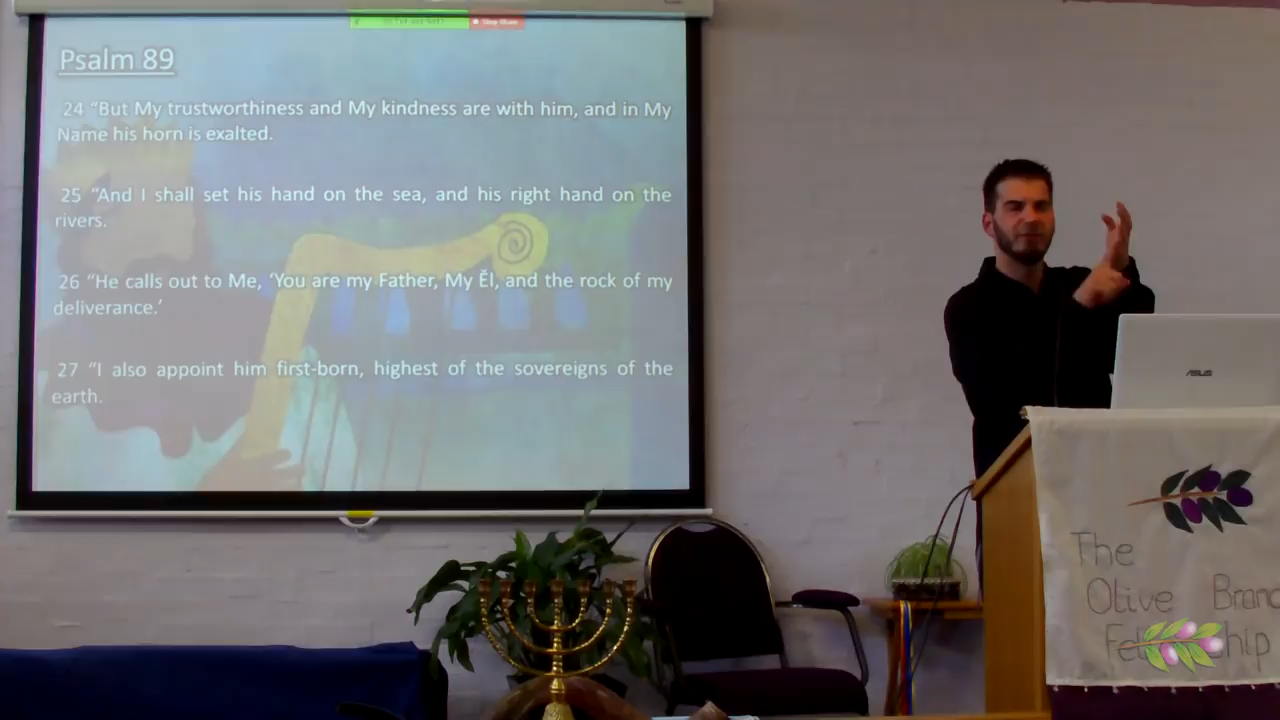 Stop Share
Psalm 89
24 “But My trustworthiness and My kindness are with him, and in My
Name his horn is exalted.
25 “And I shall set his hand on the sea, and his right hand on the
rivers.
26 “He calls out to Me, ‘You are my Father, My Ěl, and the rock of my
deliverance.’
27 “I also appoint him first-born, highest of the sovereigns of the
earth.
ASUS
The
Olive Branc